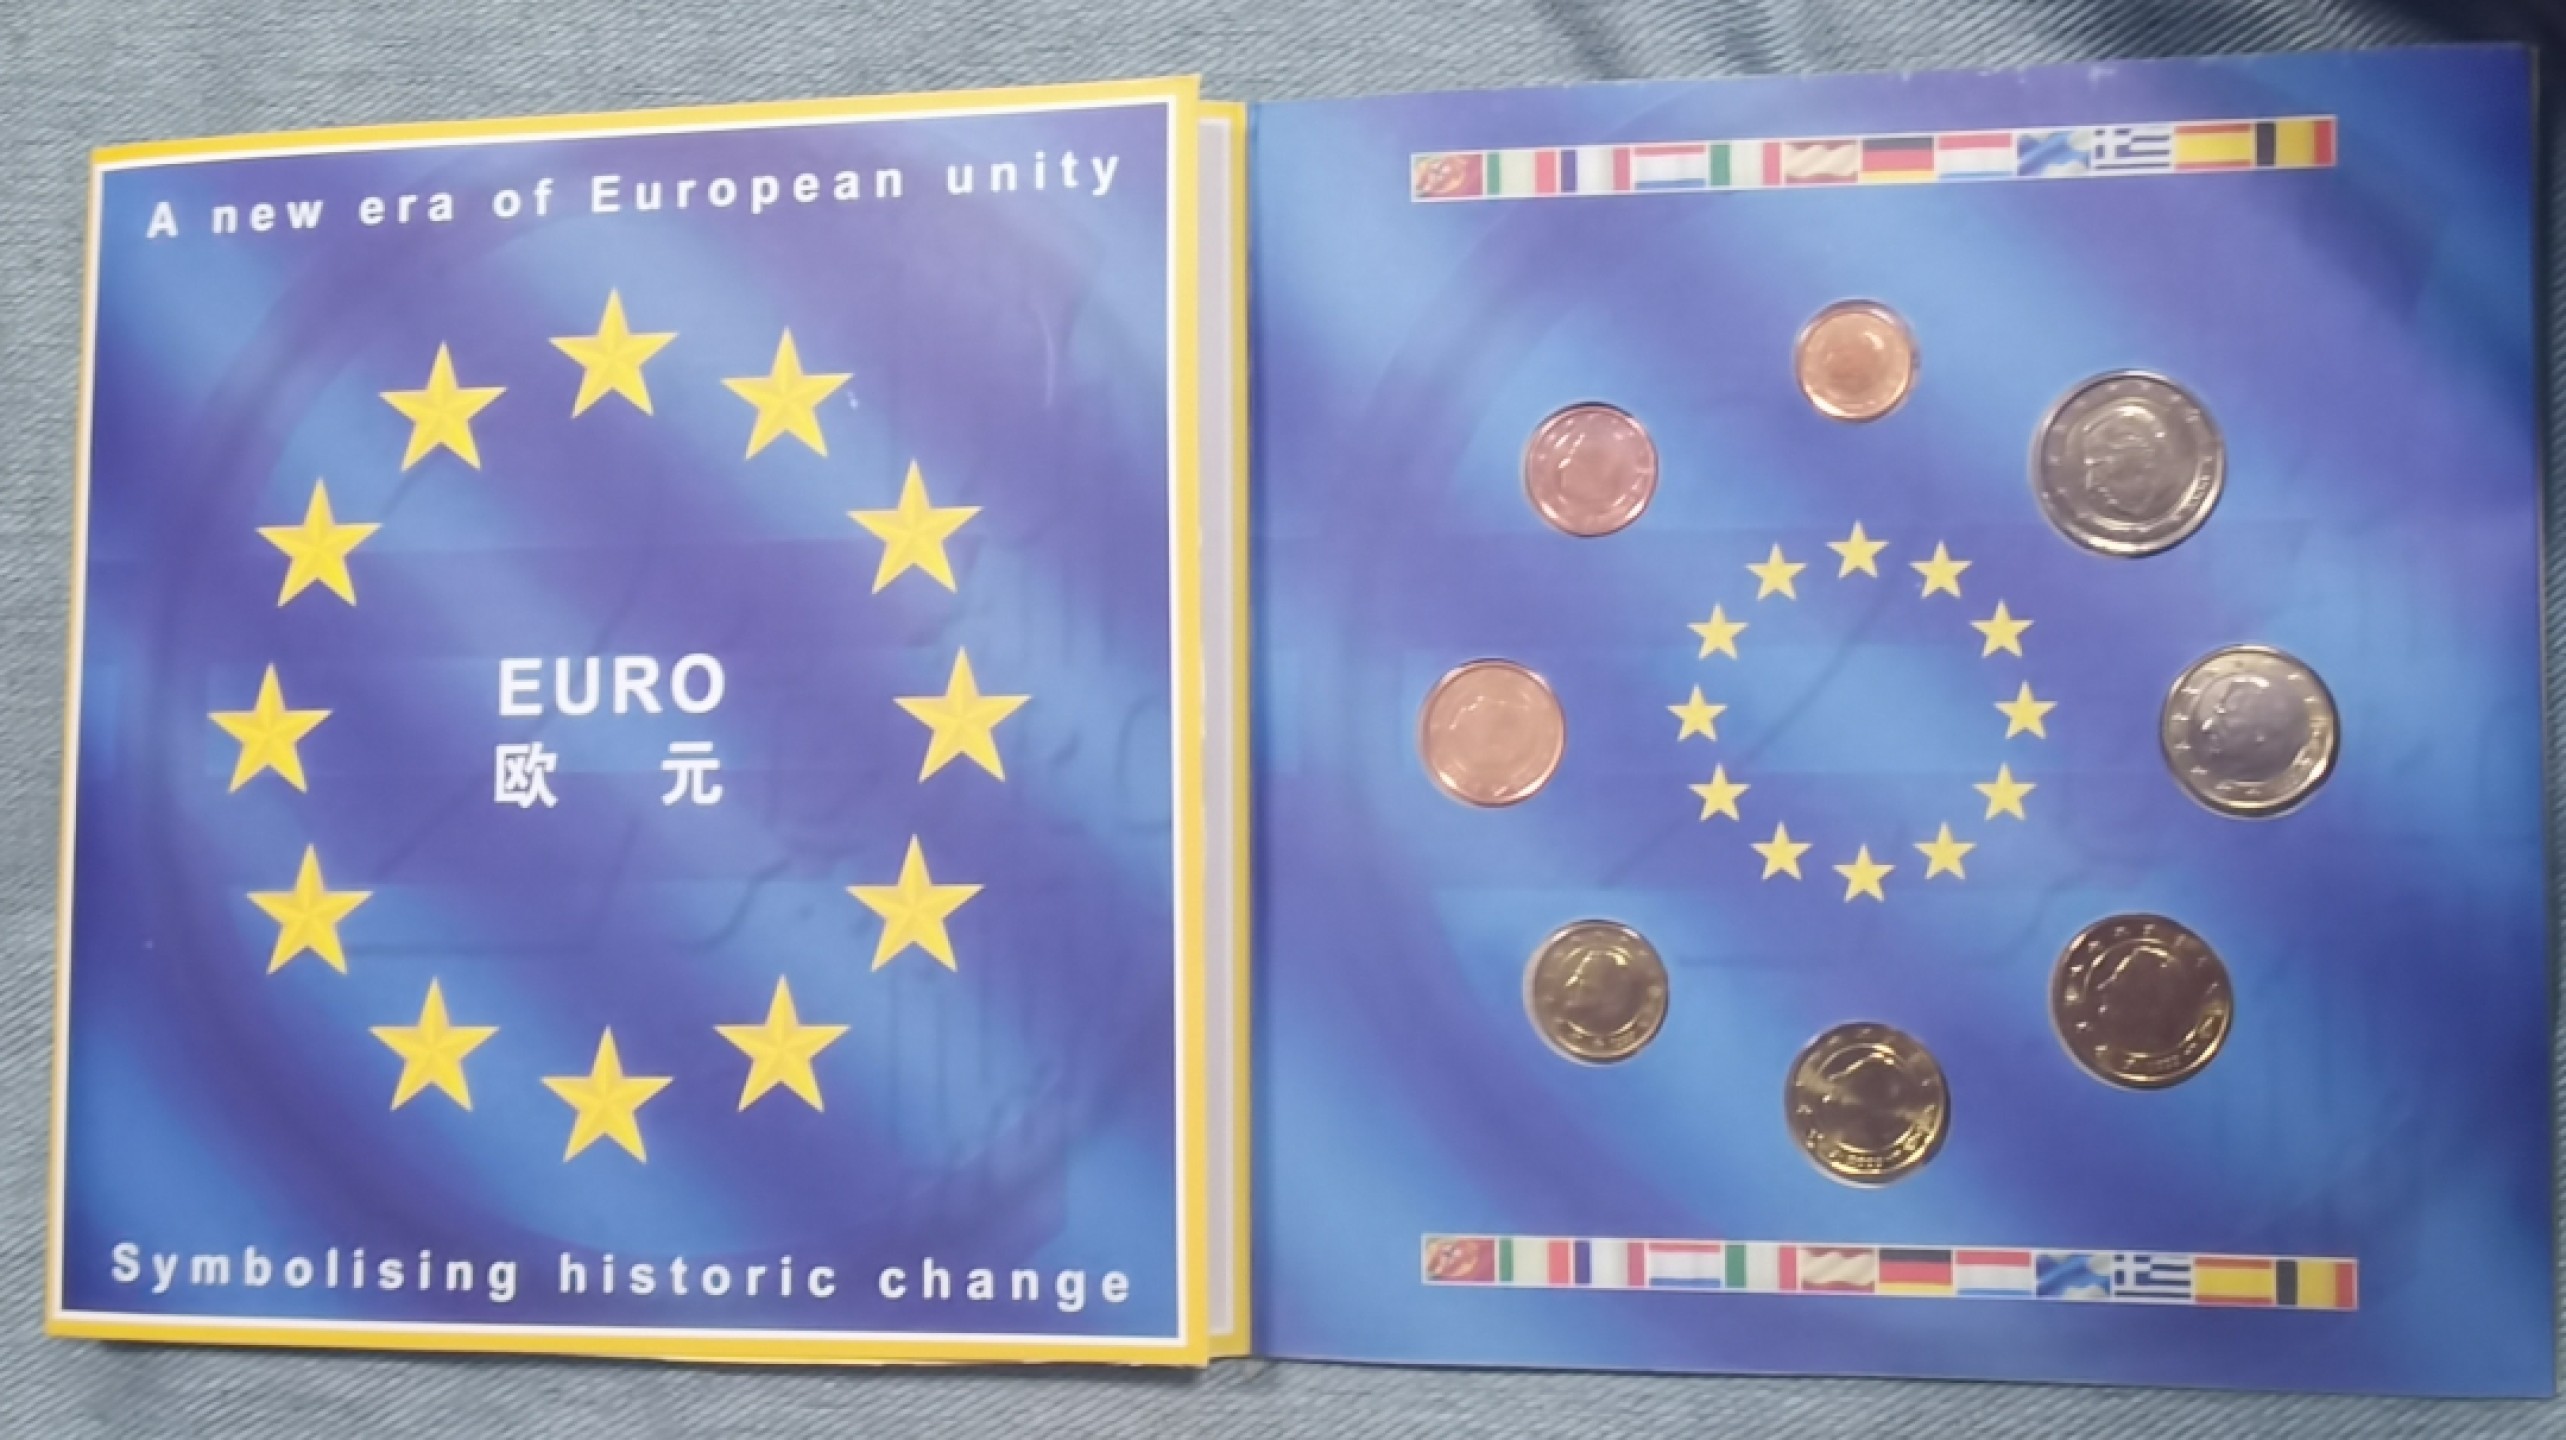 A new era of European unity
EURO
欧 元
Symbolising historic change